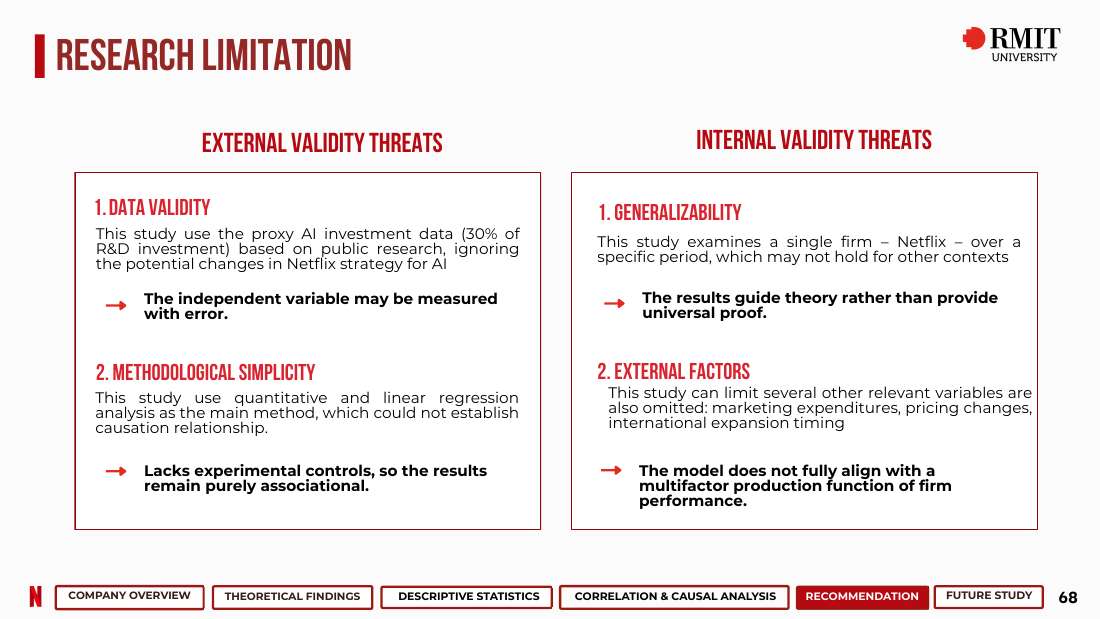 RESEARCH LIMITATION
RMIT
UNIVERSITY
EXTERNAL VALIDITY THREATS
1. DATA VALIDITY
This study use the proxy AI investment data (30% of
R&D investment) based on public research, ignoring
the potential changes in Netflix strategy for AI
The independent variable may be measured
with error.
2. METHODOLOGICAL SIMPLICITY
This study use quantitative and linear regression
analysis as the main method, which could not establish
causation relationship.
Lacks experimental controls, so the results
remain purely associational.
INTERNAL VALIDITY THREATS
1. GENERALIZABILITY
This study examines a single firm – Netflix – over a
specific period, which may not hold for other contexts
The results guide theory rather than provide
universal proof.
2. EXTERNAL FACTORS
This study can limit several other relevant variables are
also omitted: marketing expenditures, pricing changes,
international expansion timing
The model does not fully align with a
multifactor production function of firm
performance.
N
COMPANY OVERVIEW
THEORETICAL FINDINGS
DESCRIPTIVE STATISTICS
CORRELATION & CAUSAL ANALYSIS
RECOMMENDATION
FUTURE STUDY
68